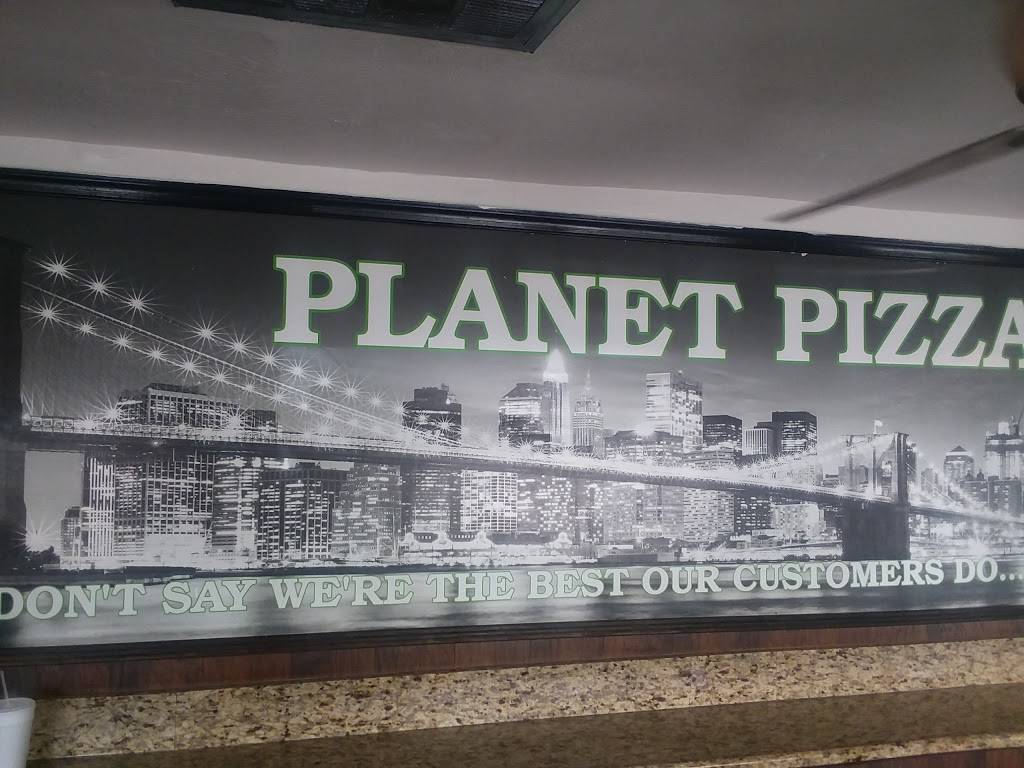 PLANET PIZZA
DON'T SAY WE'RE THE BEST OUR CUSTOMERS DO...